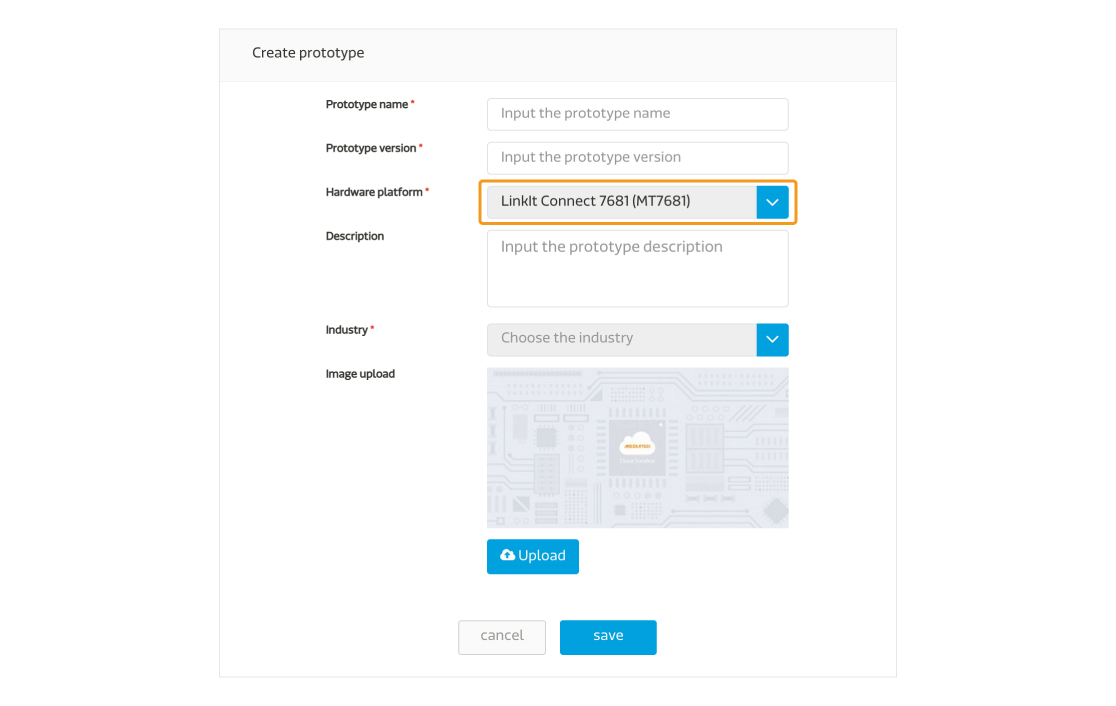 Create prototype
Prototype name *
Input the prototype name
Prototype version *
Input the prototype version
Hardware platform *
LinkIt Connect 7681 (MT7681)
Description
Input the prototype description
Industry *
Choose the industry
Image upload
MEDIATEK
Upload
cancel
save